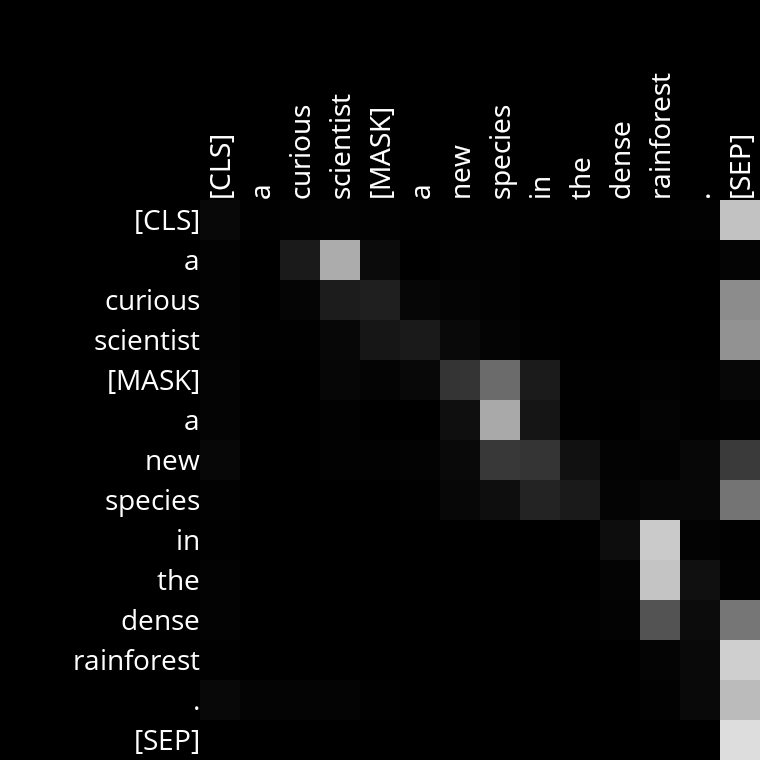 [CLS] a curious scientist [MASK] a new species in the dense rainforest . [SEP]
[CLS]
a
curious
scientist
[MASK]
a
new
species
in
the
dense
rainforest
.
[SEP]